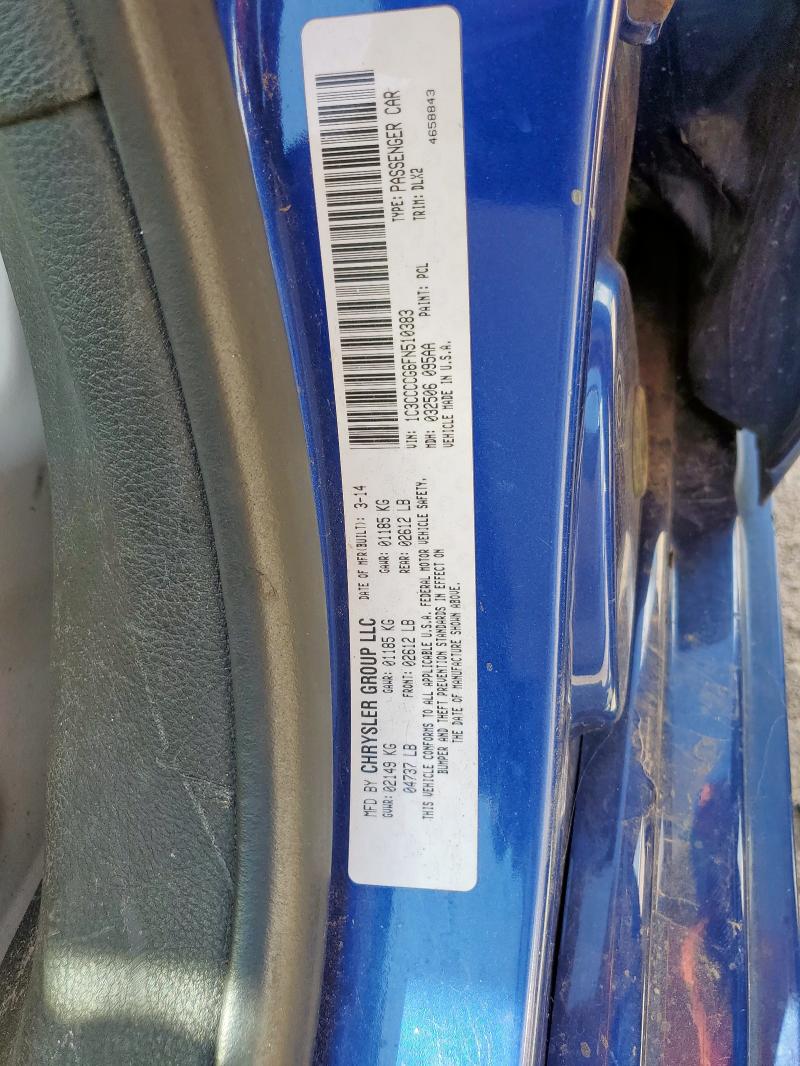 MFD BY CHRYSLER GROUP LLC DATE OF MFR(BUILT): 3-14
GVWR: 02149 KG GAWR: 01185 KG GAWR: 01185 KG
04737 LB FRONT: 02612 LB REAR: 02612 LB
THIS VEHICLE CONFORMS TO ALL APPLICABLE U.S.A. FEDERAL MOTOR VEHICLE SAFETY,
BUMPER AND THEFT PREVENTION STANDARDS IN EFFECT ON
THE DATE OF MANUFACTURE SHOWN ABOVE.
VIN: 1C3CCCCG6FN510383 TYPE: PASSENGER CAR
MDH: 032506 095AA PAINT: PCL TRIM: DLX2
VEHICLE MADE IN U.S.A. 4658843